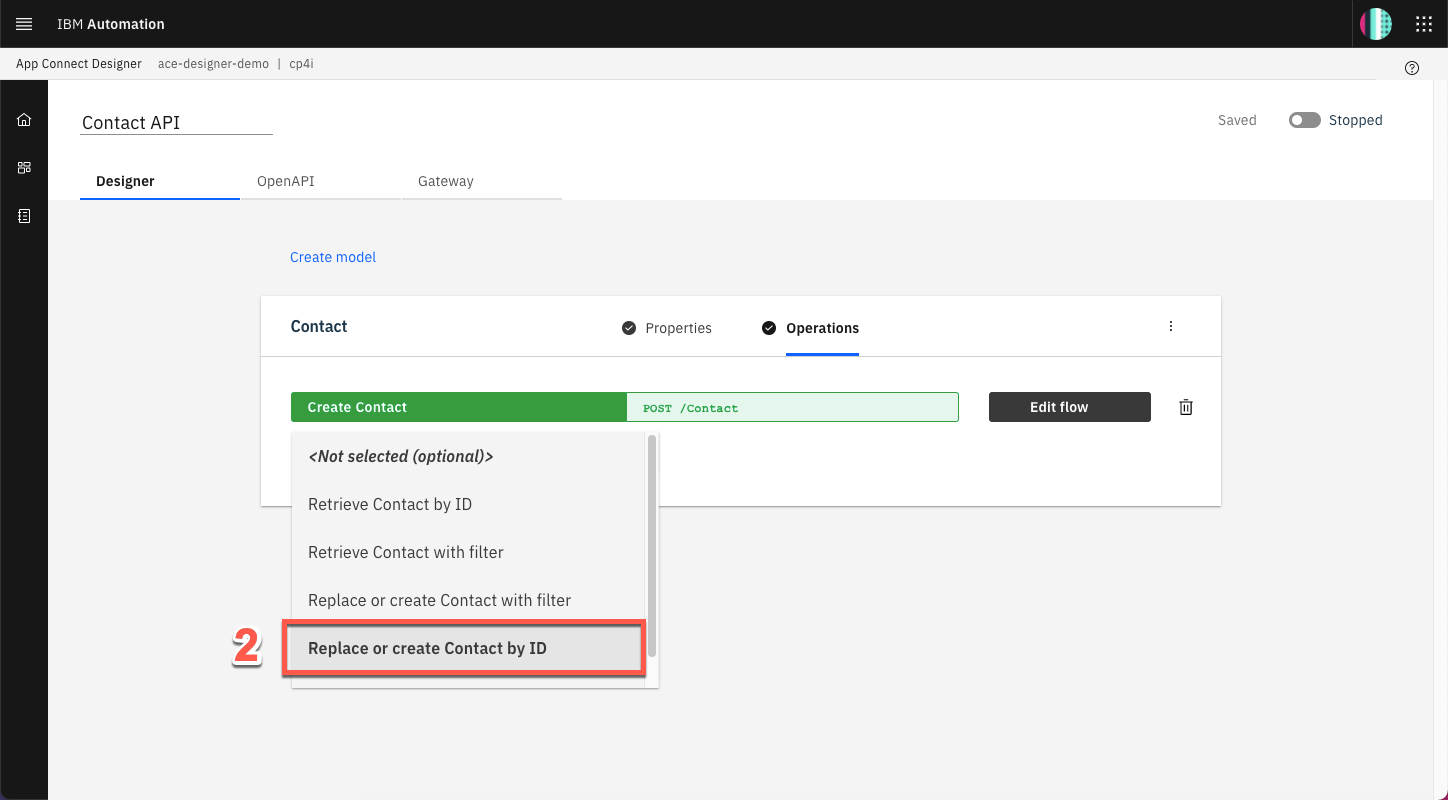 IBM Automation
App Connect Designer ace-designer-demo | cp4i
Contact API
Saved
Stopped
Designer
OpenAPI
Gateway
Create model
Contact
Properties
Operations
Create Contact
POST /Contact
Edit flow
<Not selected (optional)>
Retrieve Contact by ID
Retrieve Contact with filter
Replace or create Contact with filter
2
Replace or create Contact by ID